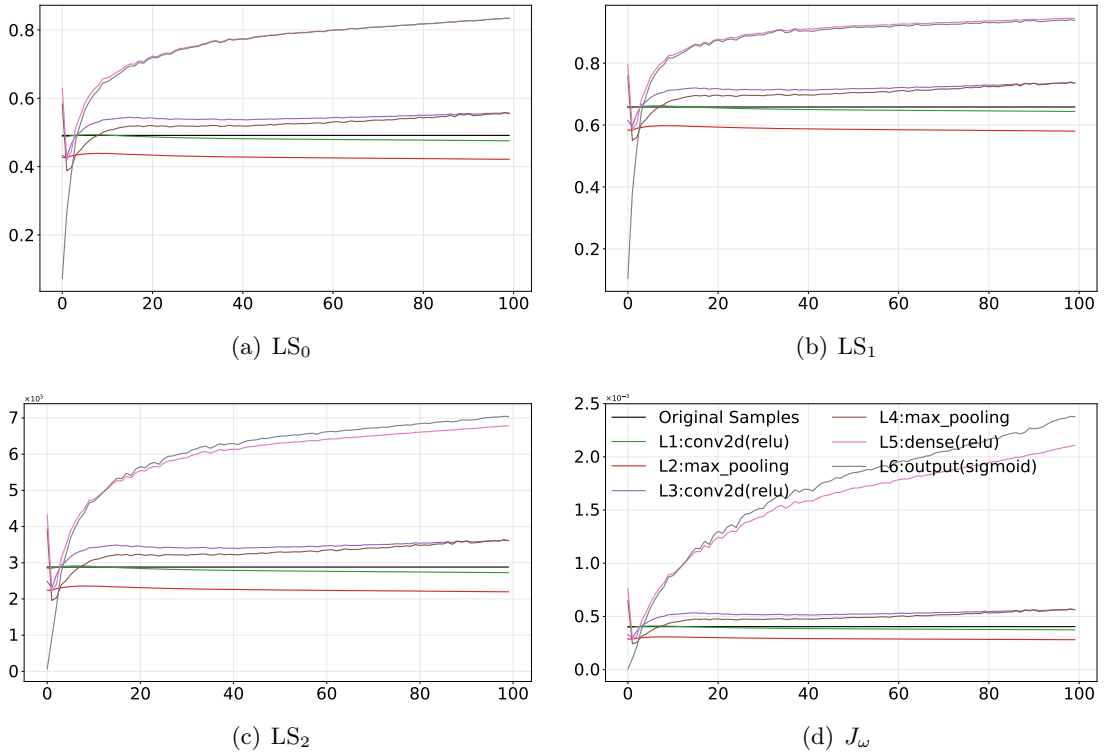 0.8
0.6
0.4
0.2
0 20 40 60 80 100
(a) LS₀
0.8
0.6
0.4
0.2
0 20 40 60 80 100
(b) LS₁
×10⁵
7
6
5
4
3
2
1
0
0 20 40 60 80 100
(c) LS₂
×10⁻³
2.5
2.0
1.5
1.0
0.5
0.0
Original Samples
L1:conv2d(relu)
L2:max_pooling
L3:conv2d(relu)
L4:max_pooling
L5:dense(relu)
L6:output(sigmoid)
0 20 40 60 80 100
(d) J_ω